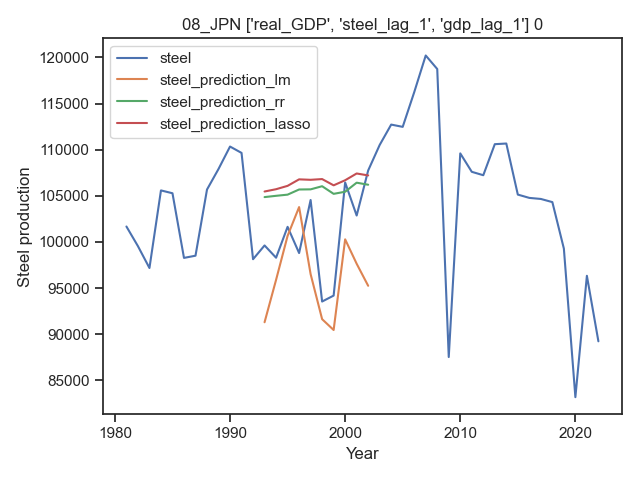 08_JPN ['real_GDP', 'steel_lag_1', 'gdp_lag_1'] 0
steel
steel_prediction_lm
steel_prediction_rr
steel_prediction_lasso
120000
115000
110000
105000
100000
95000
90000
85000
Steel production
1980
1990
2000
2010
2020
Year